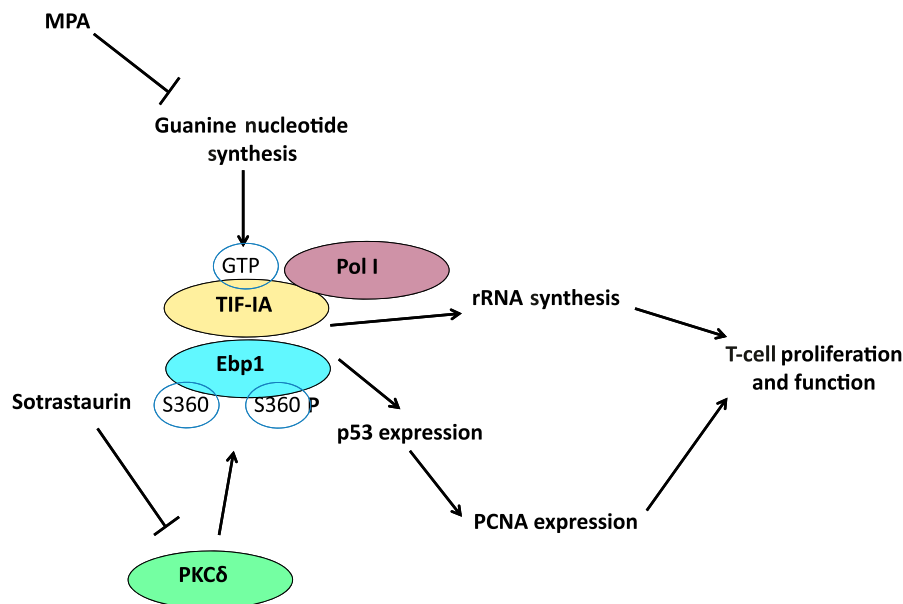 MPA
Guanine nucleotide
synthesis
GTP
Pol I
TIF-IA
rRNA synthesis
T-cell proliferation
and function
Ebp1
Sotrastaurin
S360
S360 P
p53 expression
PCNA expression
PKCδ